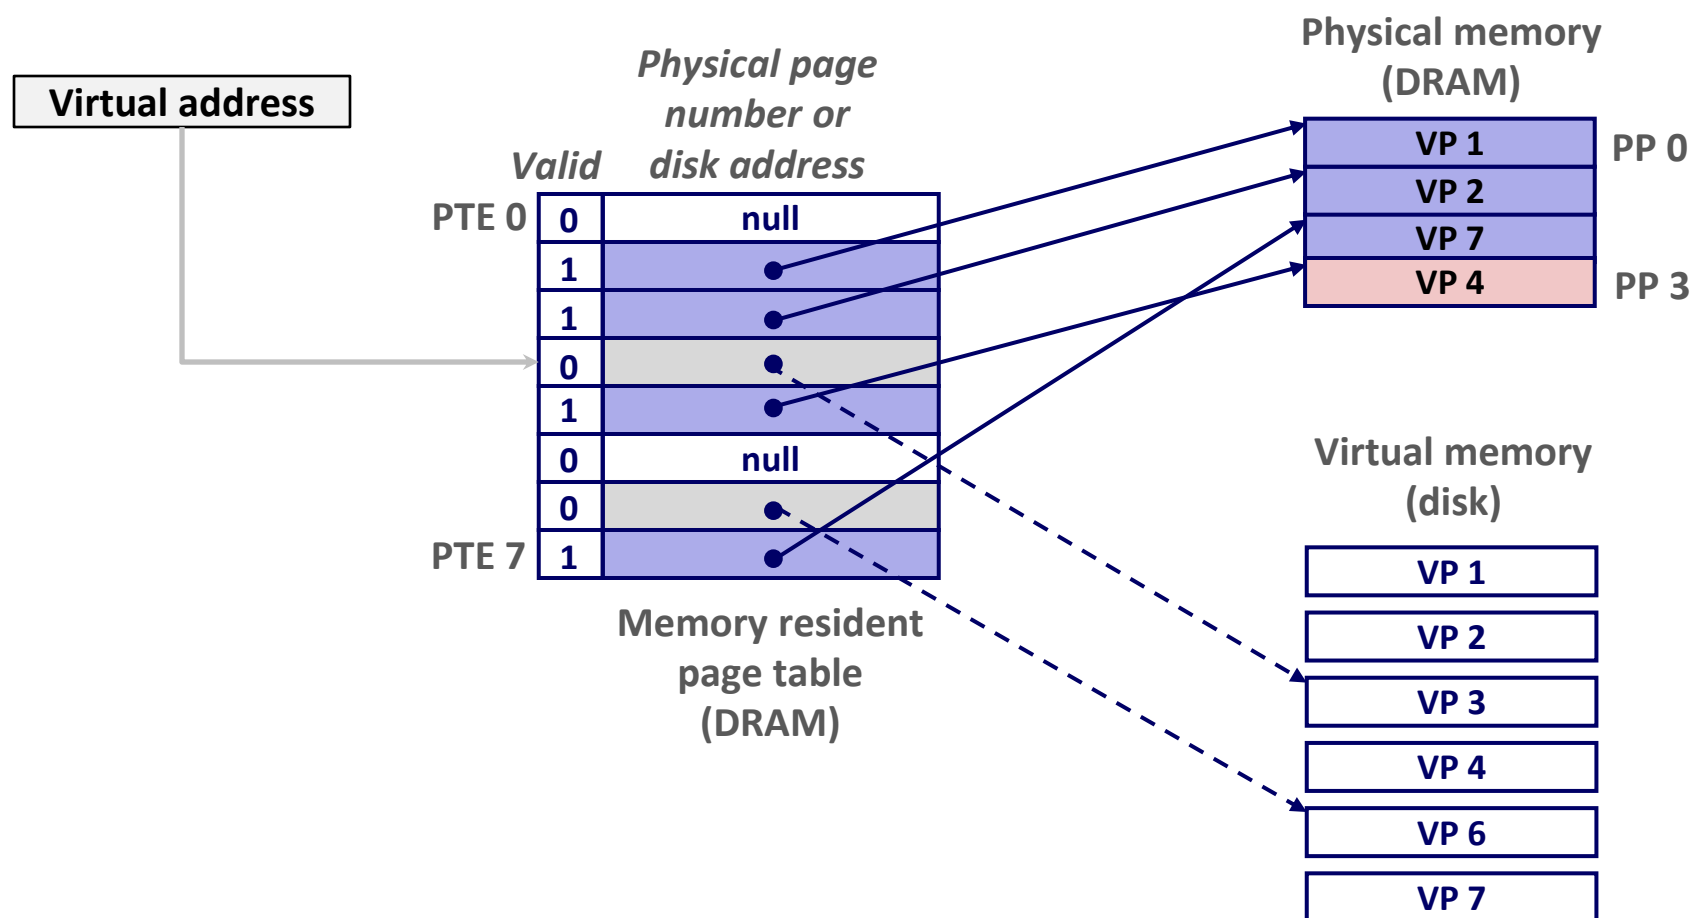 Virtual address
Physical page
number or
disk address
Valid
PTE 0
0
null
1
1
0
1
0
null
0
PTE 7
1
Memory resident
page table
(DRAM)
Physical memory
(DRAM)
VP 1
PP 0
VP 2
VP 7
VP 4
PP 3
Virtual memory
(disk)
VP 1
VP 2
VP 3
VP 4
VP 6
VP 7